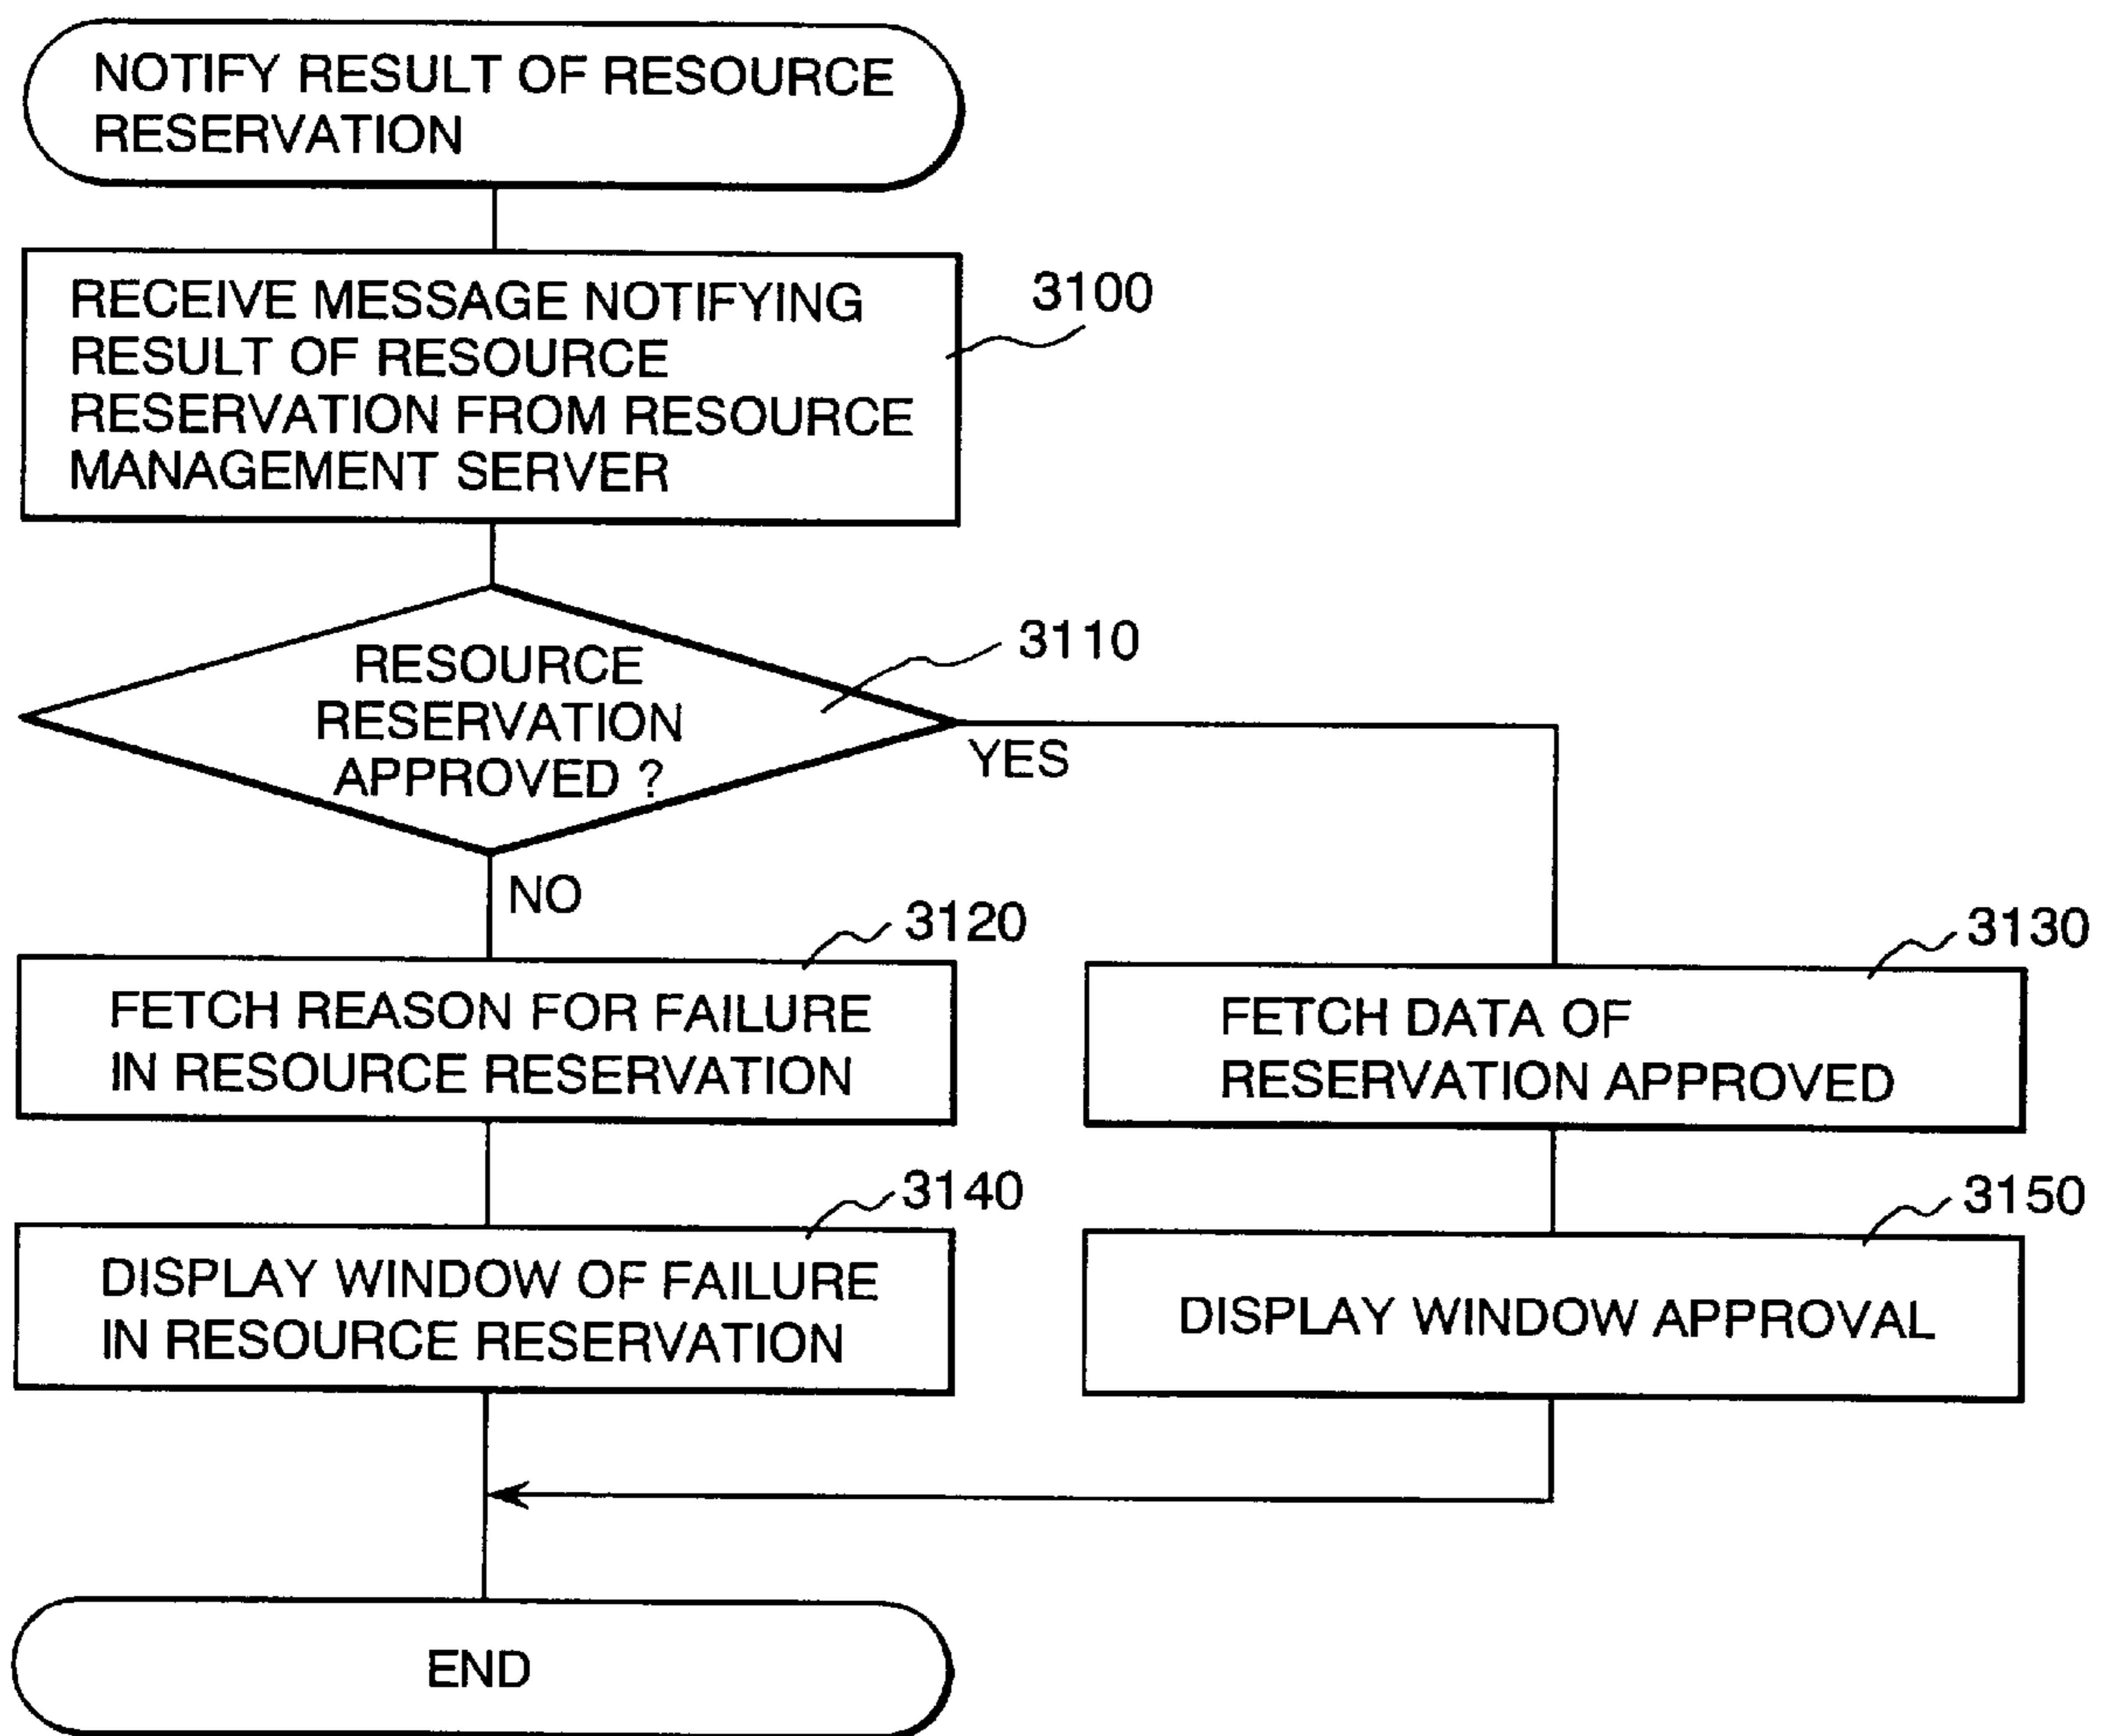 NOTIFY RESULT OF RESOURCE
RESERVATION
RECEIVE MESSAGE NOTIFYING
RESULT OF RESOURCE
RESERVATION FROM RESOURCE
MANAGEMENT SERVER
3100
RESOURCE
RESERVATION
APPROVED ?
3110
YES
NO
3120
FETCH REASON FOR FAILURE
IN RESOURCE RESERVATION
3130
FETCH DATA OF
RESERVATION APPROVED
3140
DISPLAY WINDOW OF FAILURE
IN RESOURCE RESERVATION
3150
DISPLAY WINDOW APPROVAL
END